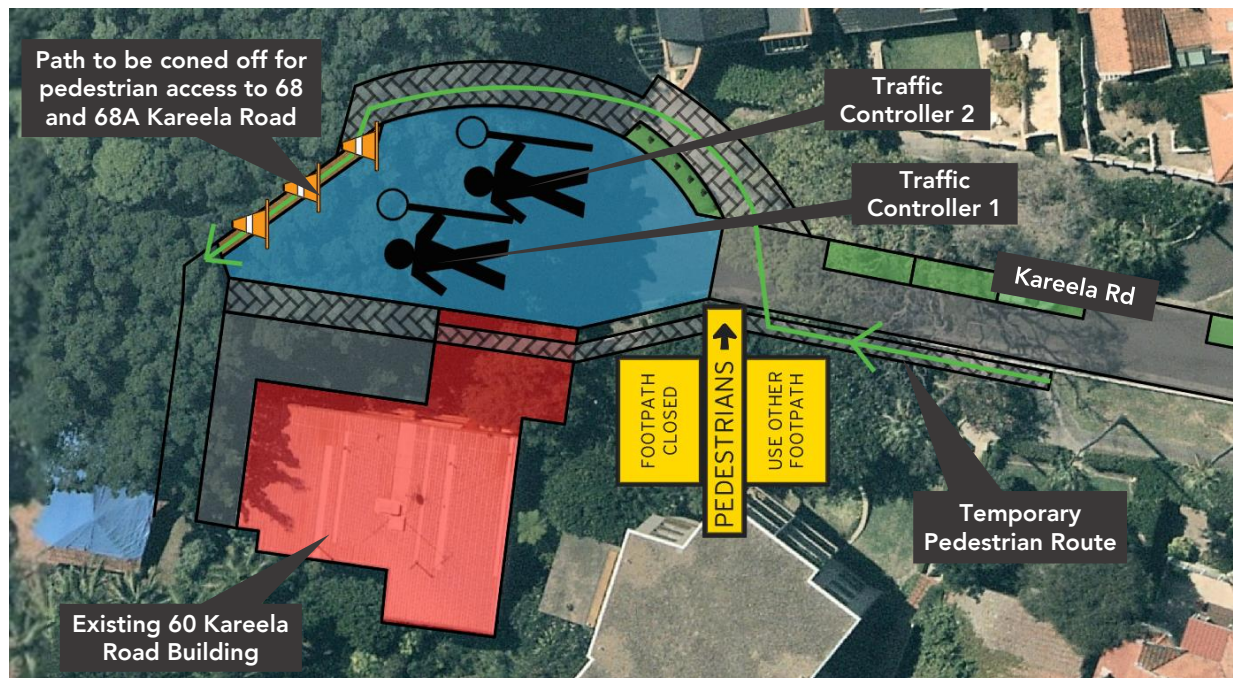 Path to be coned off for
pedestrian access to 68
and 68A Kareela Road
Traffic
Controller 2
Traffic
Controller 1
Kareela Rd
FOOTPATH
CLOSED
PEDESTRIANS
USE OTHER
FOOTPATH
Temporary
Pedestrian Route
Existing 60 Kareela
Road Building